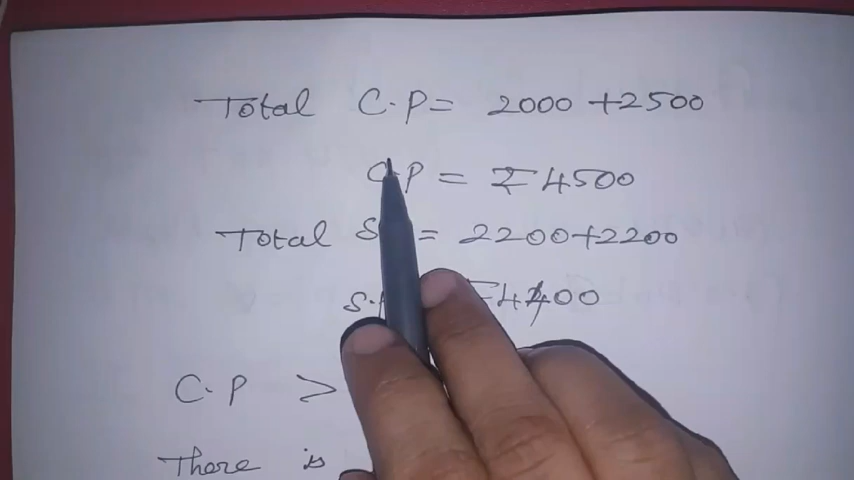 Total C.P = 2000 + 2500
C.P = ₹ 4500
Total S = 2200 + 2200
S. 4400
C.P >
There is